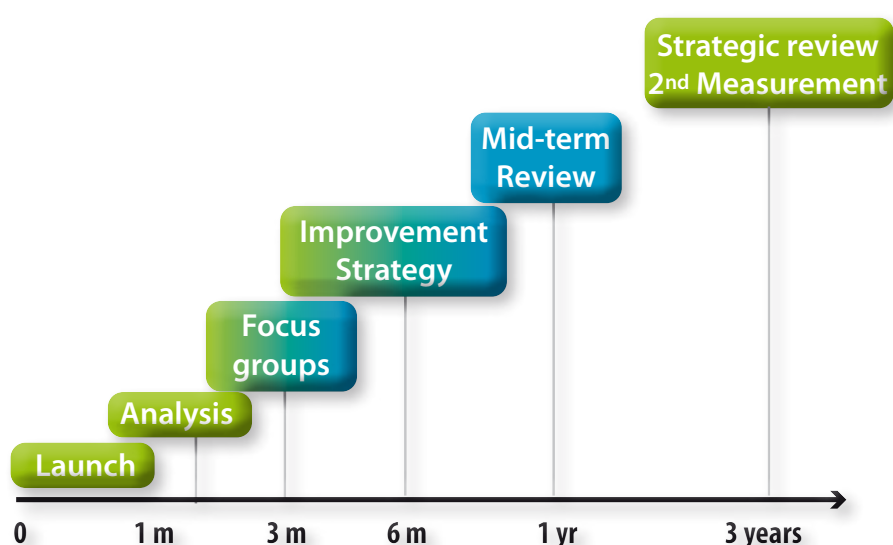 Strategic review
2nd Measurement
Mid-term
Review
Improvement
Strategy
Focus
groups
Analysis
Launch
0 1 m 3 m 6 m 1 yr 3 years